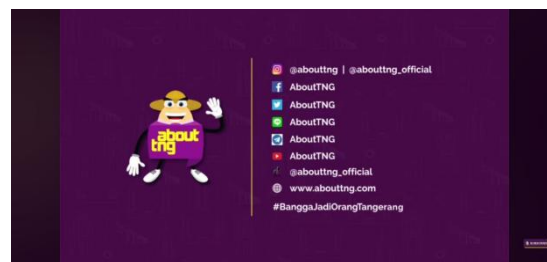 about
tng
@abouttng | @abouttng_official
AboutTNG
AboutTNG
AboutTNG
AboutTNG
AboutTNG
@abouttng_official
www.abouttng.com
#BanggaJadiOrangTangerang